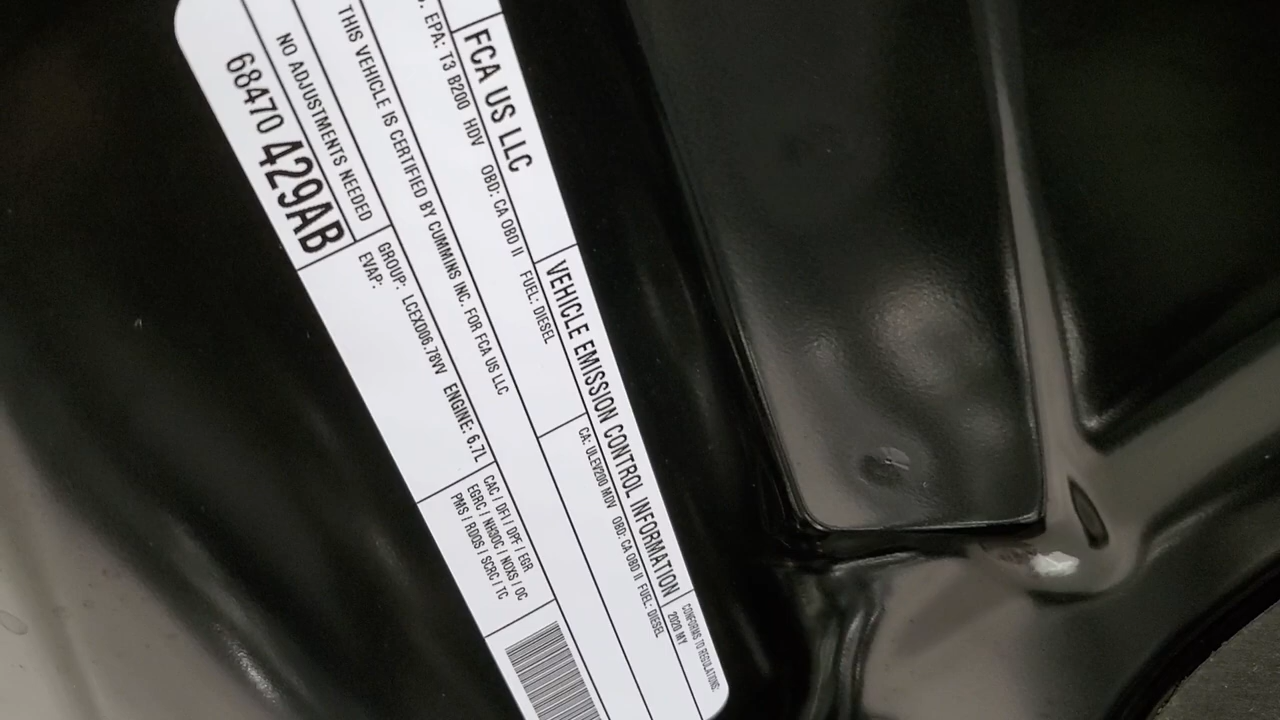 FCA US LLC
VEHICLE EMISSION CONTROL INFORMATION
CONFORMS TO REGULATIONS:
2020 MY
EPA: T3 B200 HDV OBD: CA OBD II FUEL: DIESEL
CA: ULEV200 MDV OBD: CA OBD II FUEL: DIESEL
THIS VEHICLE IS CERTIFIED BY CUMMINS INC. FOR FCA US LLC
NO ADJUSTMENTS NEEDED
68470 429AB
GROUP: LCEXD06.78VV ENGINE: 6.7L
EVAP:
CAC / DFI / DPF / EGR
EGRC / NH30C / NOXS / OC
PMS / RDQS / SCRC / TC